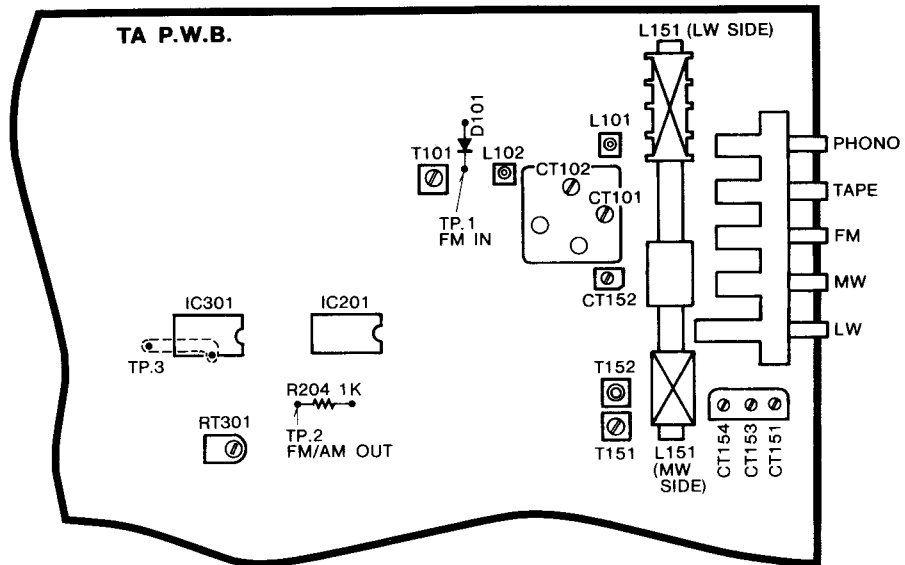 TA P.W.B.
L151 (LW SIDE)
D101
L101
T101
L102
CT102
CT101
TP.1
FM IN
CT152
PHONO
TAPE
FM
MW
LW
IC301
IC201
TP.3
R204 1K
RT301
TP.2
FM/AM OUT
T152
T151
L151
(MW
SIDE)
CT154
CT153
CT151